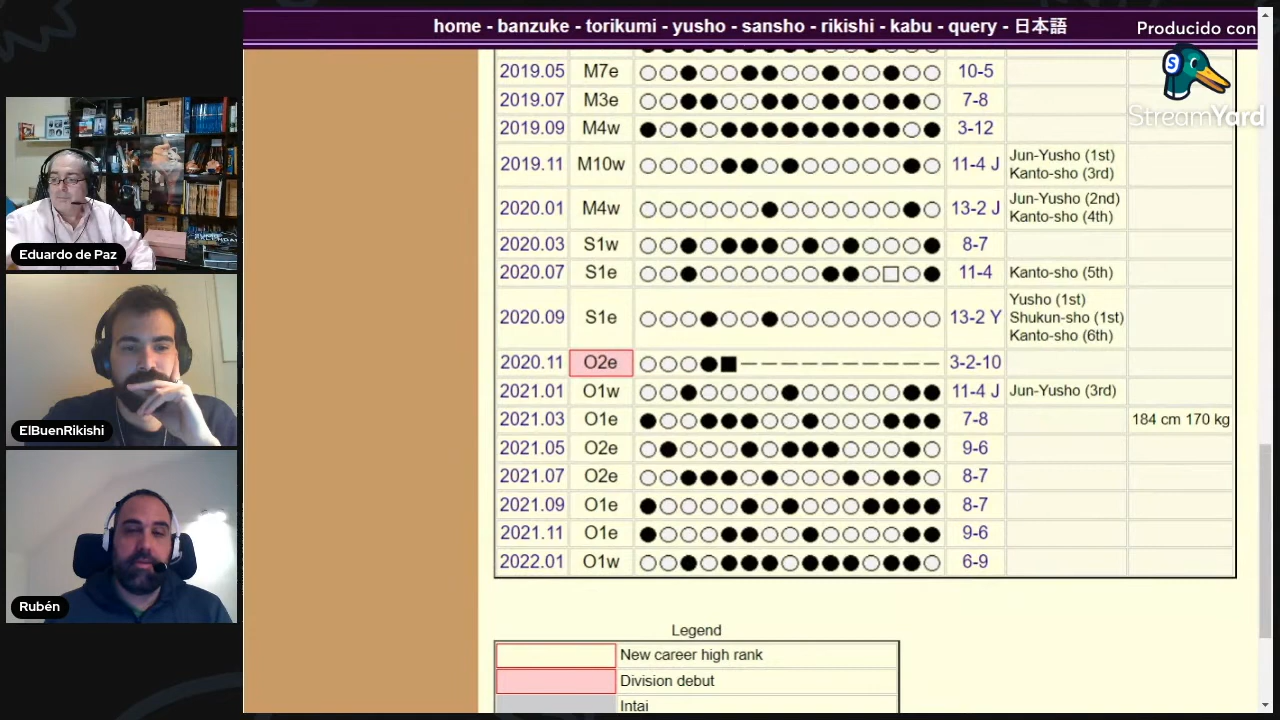 home - banzuke - torikumi - yusho - sansho - rikishi - kabu - query - 日本語
Producido con
StreamYard
2019.05 M7e 10-5
2019.07 M3e 7-8
2019.09 M4w 3-12
2019.11 M10w 11-4 J Jun-Yusho (1st)
Kanto-sho (3rd)
2020.01 M4w 13-2 J Jun-Yusho (2nd)
Kanto-sho (4th)
2020.03 S1w 8-7
2020.07 S1e 11-4 Kanto-sho (5th)
2020.09 S1e 13-2 Y Yusho (1st)
Shukun-sho (1st)
Kanto-sho (6th)
2020.11 O2e 3-2-10
2021.01 O1w 11-4 J Jun-Yusho (3rd)
2021.03 O1e 7-8 184 cm 170 kg
2021.05 O2e 9-6
2021.07 O2e 8-7
2021.09 O1e 8-7
2021.11 O1e 9-6
2022.01 O1w 6-9
Legend
New career high rank
Division debut
Intai
Eduardo de Paz
ElBuenRikishi
Rubén